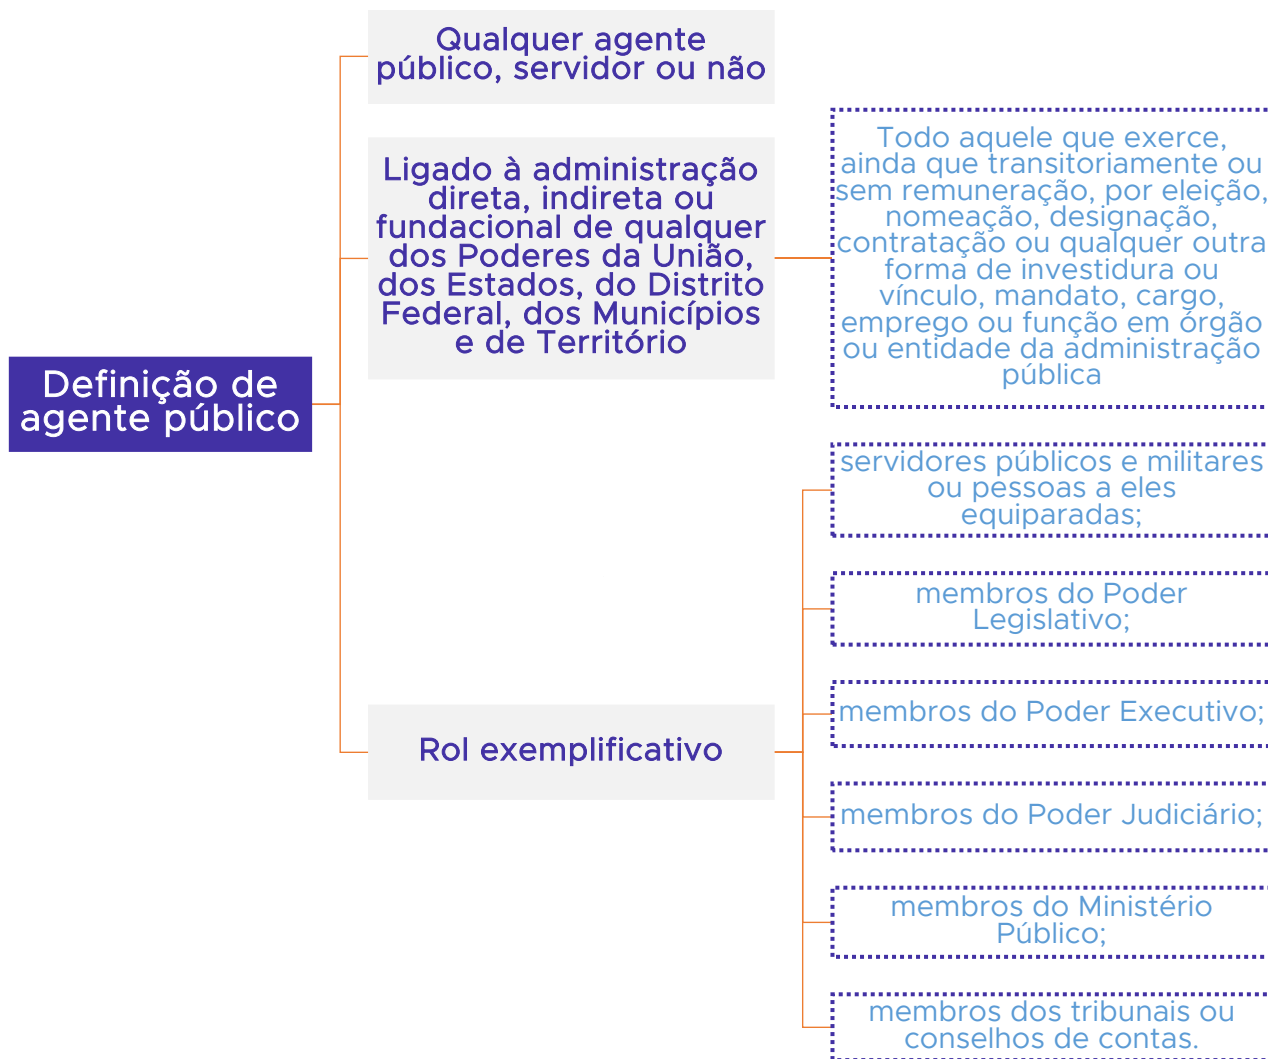 Definição de
agente público
Qualquer agente
público, servidor ou não
Ligado à administração
direta, indireta ou
fundacional de qualquer
dos Poderes da União,
dos Estados, do Distrito
Federal, dos Municípios
e de Território
Todo aquele que exerce,
ainda que transitoriamente ou
sem remuneração, por eleição,
nomeação, designação,
contratação ou qualquer outra
forma de investidura ou
vínculo, mandato, cargo,
emprego ou função em órgão
ou entidade da administração
pública
Rol exemplificativo
servidores públicos e militares
ou pessoas a eles
equiparadas;
membros do Poder
Legislativo;
membros do Poder Executivo;
membros do Poder Judiciário;
membros do Ministério
Público;
membros dos tribunais ou
conselhos de contas.